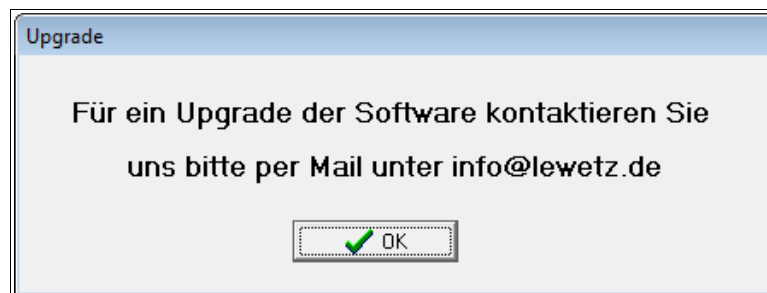 Upgrade
Für ein Upgrade der Software kontaktieren Sie
uns bitte per Mail unter info@lewetz.de
OK